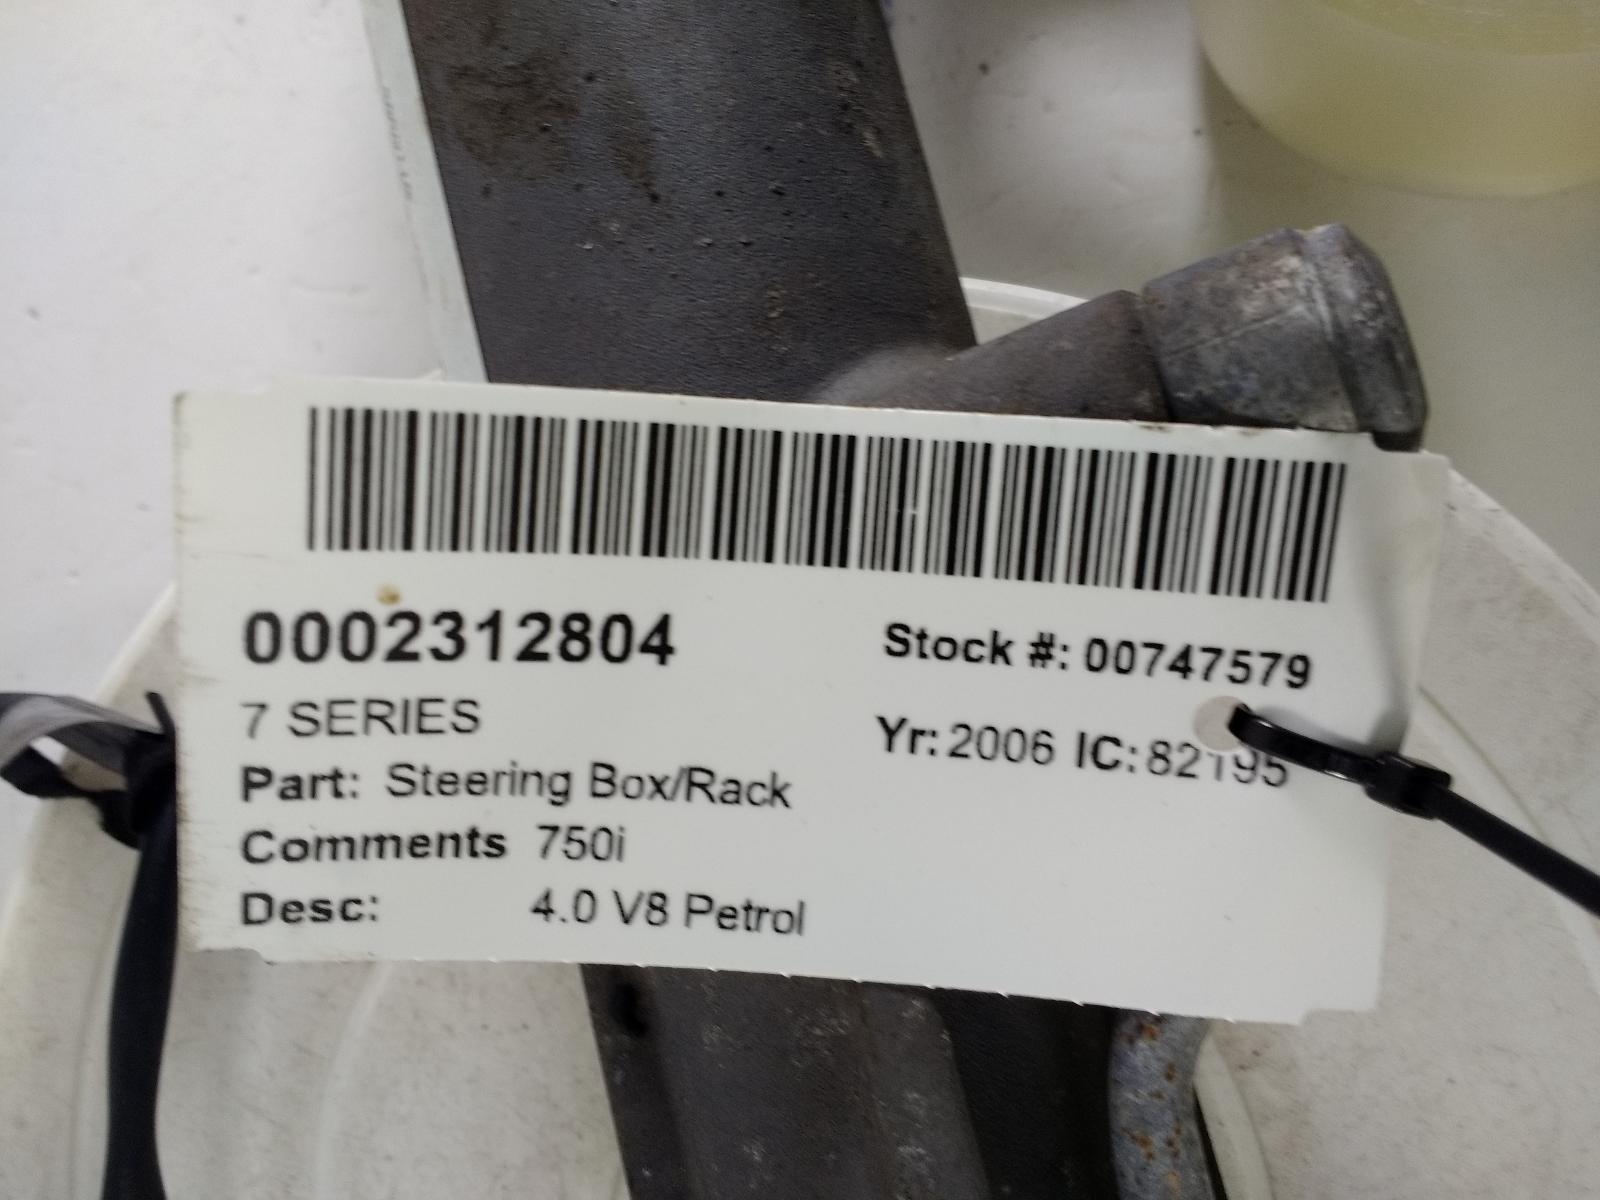 0002312804
Stock #: 00747579
7 SERIES
Yr: 2006 IC: 82195
Part: Steering Box/Rack
Comments 750i
Desc: 4.0 V8 Petrol